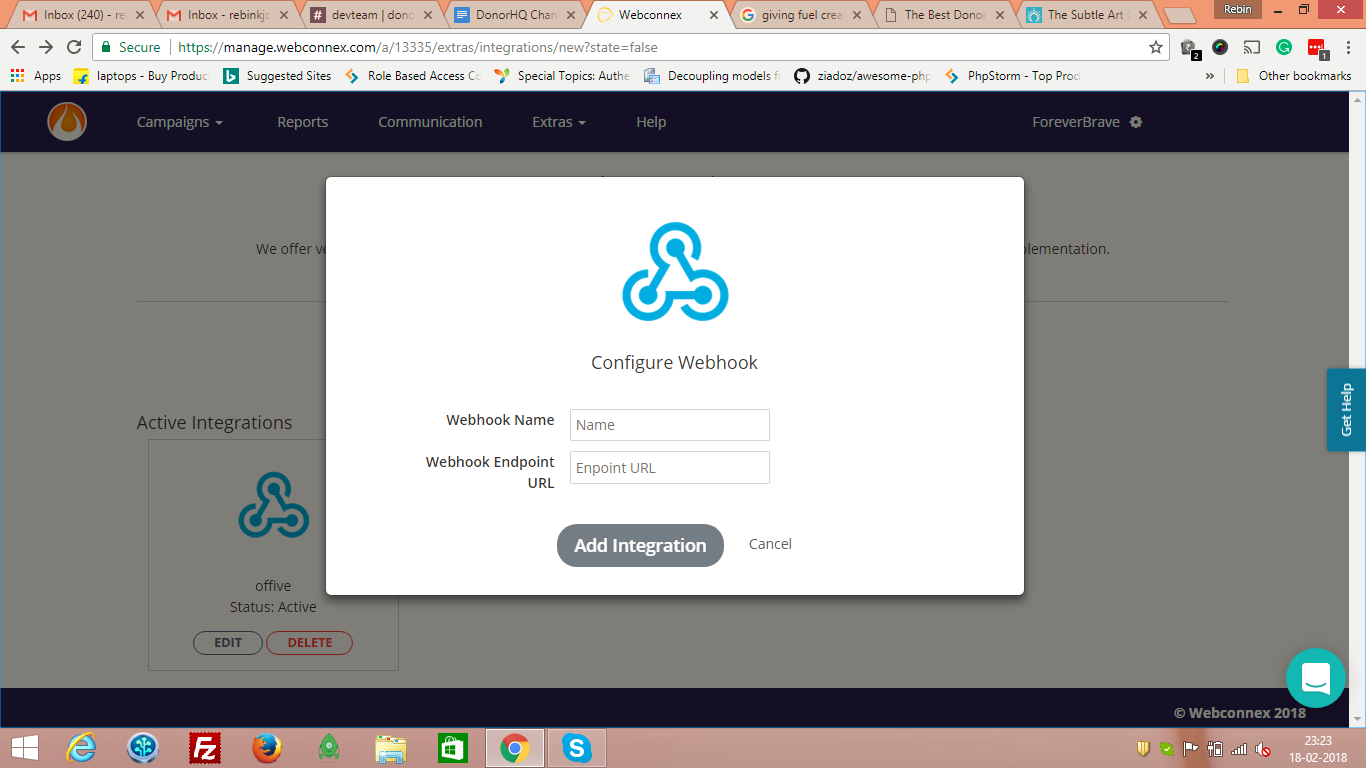 Rebin
Inbox (240) - re
Inbox - rebinkjo
devteam | dono
DonorHQ Chan
Webconnex
giving fuel crea
The Best Donor
The Subtle Art
Secure
https://manage.webconnex.com/a/13335/extras/integrations/new?state=false
2
1
Apps
laptops - Buy Produc
Suggested Sites
Role Based Access Co
Special Topics: Authe
Decoupling models f
ziadoz/awesome-php
PhpStorm - Top Prod
»
Other bookmarks
Campaigns
Reports
Communication
Extras
Help
ForeverBrave
We offer ve
plementation.
Configure Webhook
Webhook Name
Name
Webhook Endpoint
URL
Enpoint URL
Add Integration
Cancel
Active Integrations
offive
Status: Active
EDIT
DELETE
Get Help
© Webconnex 2018
23:23
18-02-2018